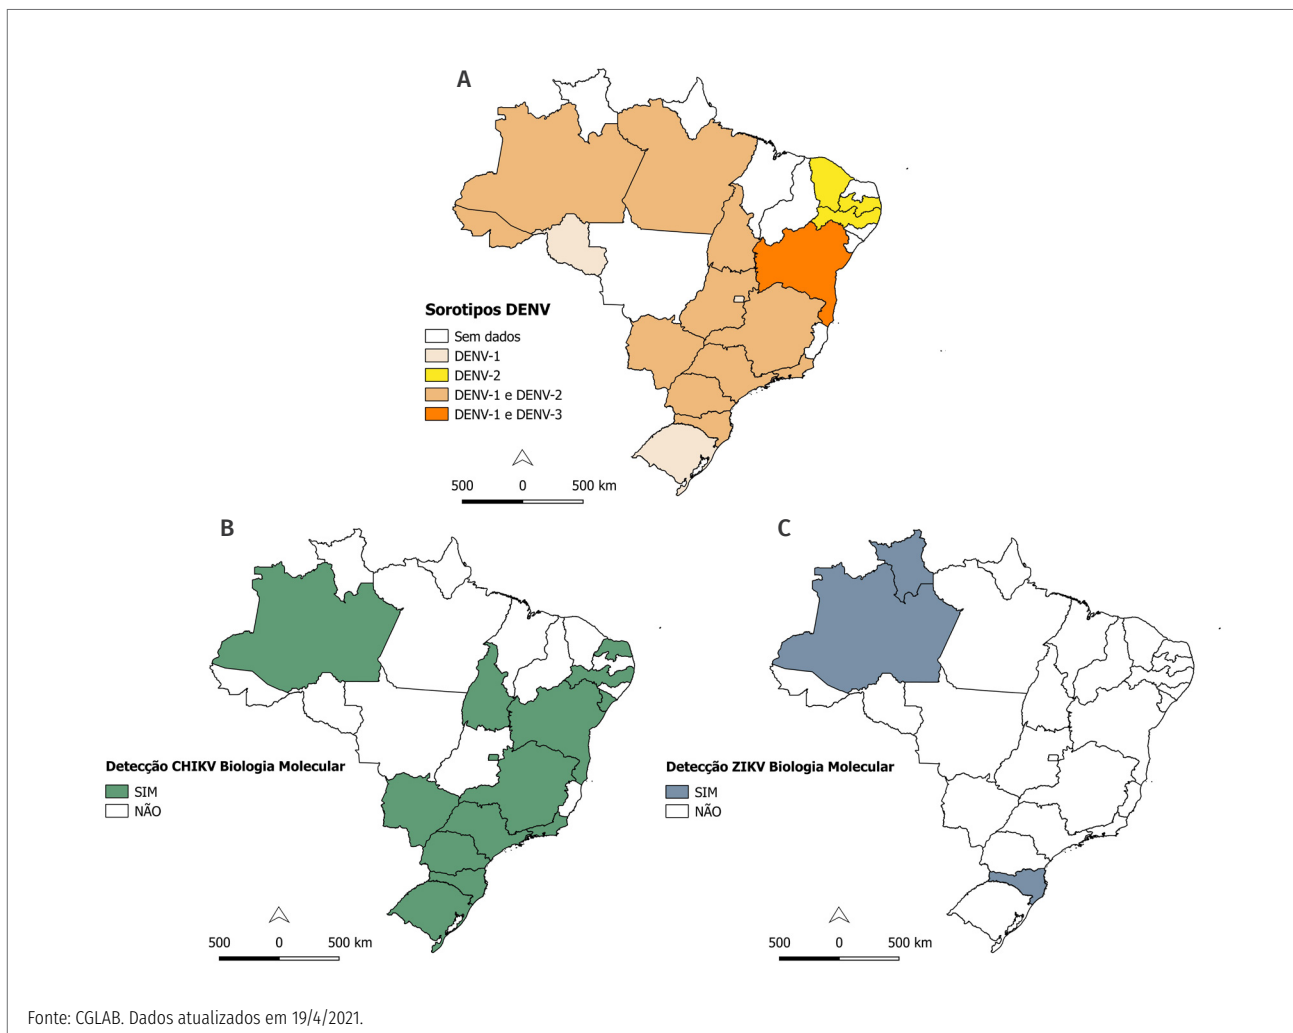 A
Sorotipos DENV
Sem dados
DENV-1
DENV-2
DENV-1 e DENV-2
DENV-1 e DENV-3
500 0 500 km
B
Detecção CHIKV Biologia Molecular
SIM
NÃO
500 0 500 km
C
Detecção ZIKV Biologia Molecular
SIM
NÃO
500 0 500 km
Fonte: CGLAB. Dados atualizados em 19/4/2021.